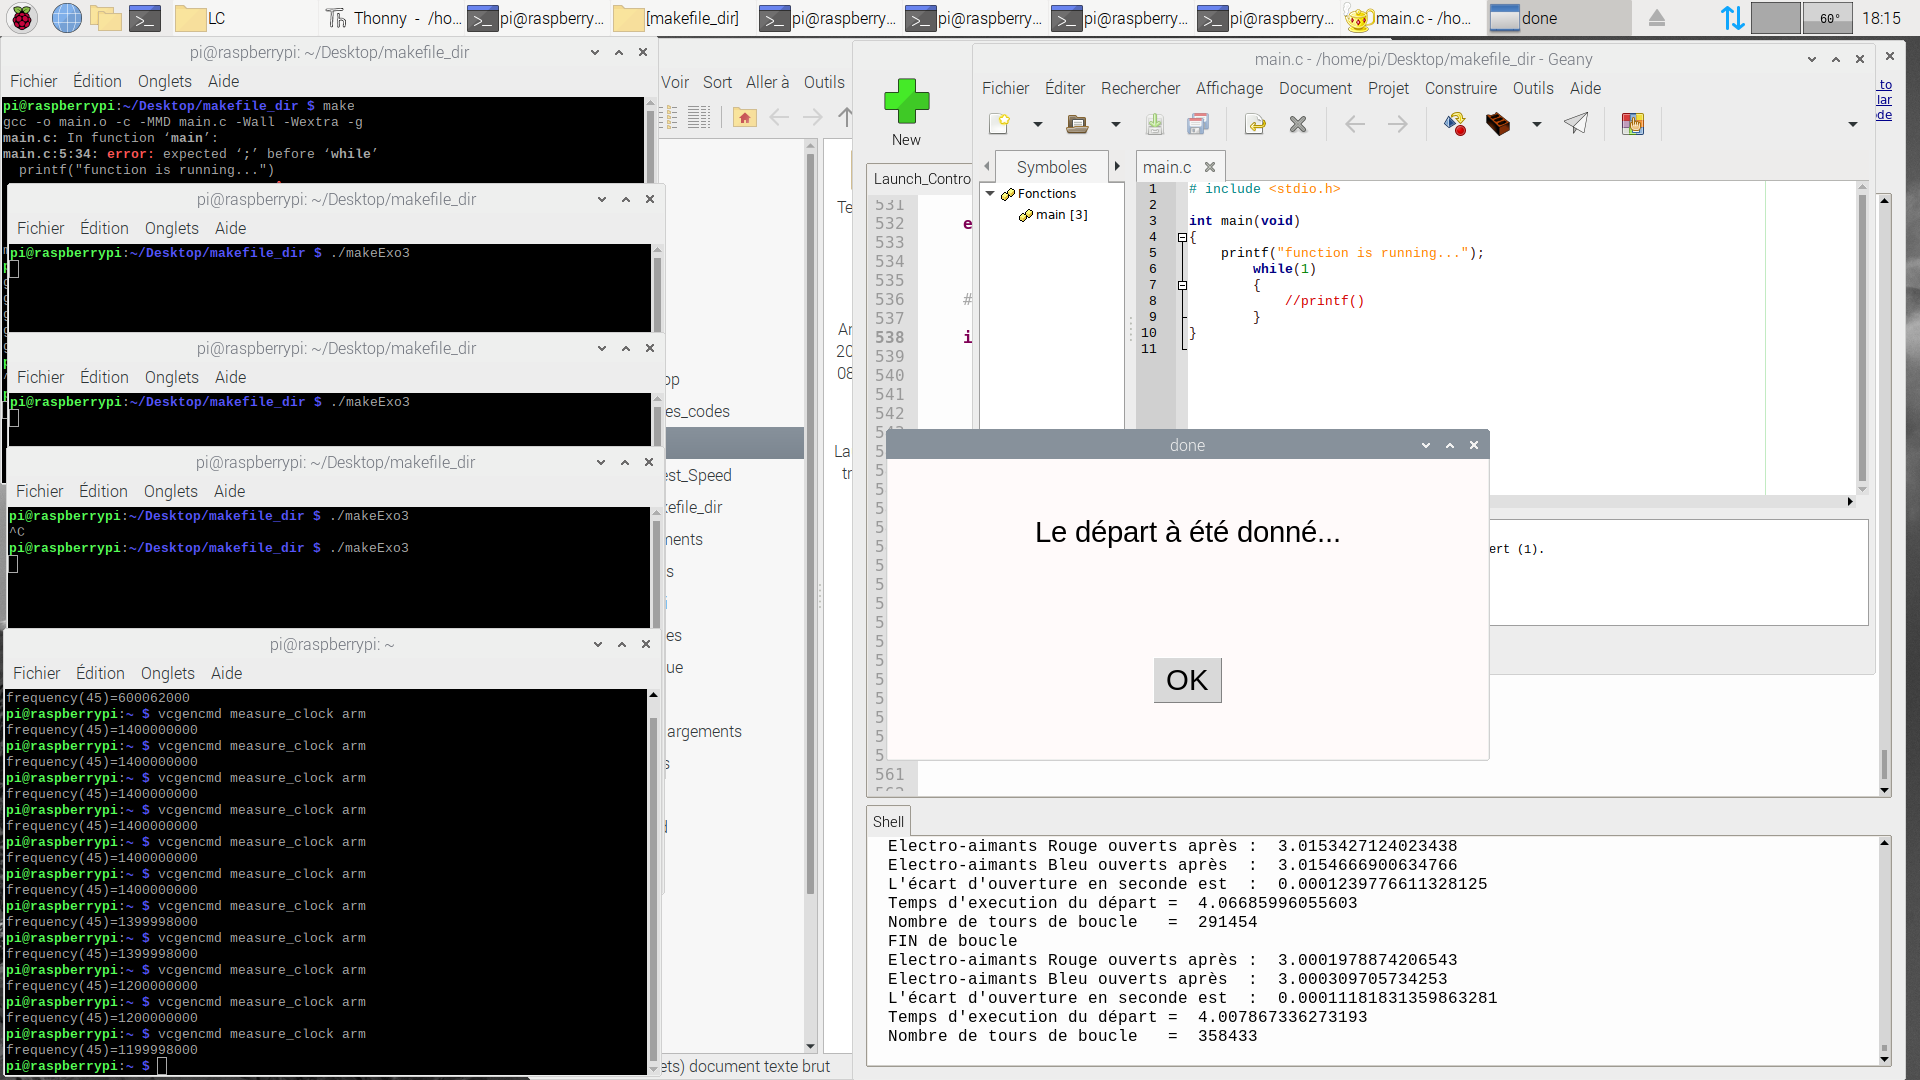 LC
Thonny - /ho...
pi@raspberry...
[makefile_dir]
pi@raspberry...
pi@raspberry...
pi@raspberry...
pi@raspberry...
main.c - /ho...
done
60°
18:15
pi@raspberrypi: ~/Desktop/makefile_dir
Fichier Édition Onglets Aide
pi@raspberrypi:~/Desktop/makefile_dir $ make
gcc -o main.o -c -MMD main.c -Wall -Wextra -g
main.c: In function ‘main’:
main.c:5:34: error: expected ‘;’ before ‘while’
printf("function is running...")
pi@raspberrypi: ~/Desktop/makefile_dir
Fichier Édition Onglets Aide
pi@raspberrypi:~/Desktop/makefile_dir $ ./makeExo3
pi@raspberrypi: ~/Desktop/makefile_dir
Fichier Édition Onglets Aide
pi@raspberrypi:~/Desktop/makefile_dir $ ./makeExo3
pi@raspberrypi: ~/Desktop/makefile_dir
Fichier Édition Onglets Aide
pi@raspberrypi:~/Desktop/makefile_dir $ ./makeExo3
^C
pi@raspberrypi:~/Desktop/makefile_dir $ ./makeExo3
pi@raspberrypi: ~
Fichier Édition Onglets Aide
frequency(45)=600062000
pi@raspberrypi:~ $ vcgencmd measure_clock arm
frequency(45)=1400000000
pi@raspberrypi:~ $ vcgencmd measure_clock arm
frequency(45)=1400000000
pi@raspberrypi:~ $ vcgencmd measure_clock arm
frequency(45)=1400000000
pi@raspberrypi:~ $ vcgencmd measure_clock arm
frequency(45)=1400000000
pi@raspberrypi:~ $ vcgencmd measure_clock arm
frequency(45)=1400000000
pi@raspberrypi:~ $ vcgencmd measure_clock arm
frequency(45)=1400000000
pi@raspberrypi:~ $ vcgencmd measure_clock arm
frequency(45)=1399998000
pi@raspberrypi:~ $ vcgencmd measure_clock arm
frequency(45)=1399998000
pi@raspberrypi:~ $ vcgencmd measure_clock arm
frequency(45)=1200000000
pi@raspberrypi:~ $ vcgencmd measure_clock arm
frequency(45)=1200000000
pi@raspberrypi:~ $ vcgencmd measure_clock arm
frequency(45)=1199998000
pi@raspberrypi:~ $
Voir Sort Aller à Outils
op
es_codes
est_Speed
kefile_dir
ments
s
i
es
ue
argements
s
d
ets) document texte brut
Te
Ar
20
08
La
tr
New
Launch_Contro
531
532 e
533
534
535
536 #
537
538 i
539
540
541
542
561
to
lar
ode
main.c - /home/pi/Desktop/makefile_dir - Geany
Fichier Éditer Rechercher Affichage Document Projet Construire Outils Aide
Symboles
Fonctions
main [3]
main.c
1 # include <stdio.h>
2
3 int main(void)
4 {
5 printf("function is running...");
6 while(1)
7 {
8 //printf()
9 }
10 }
11
ert (1).
done
Le départ à été donné...
OK
Shell
Electro-aimants Rouge ouverts après : 3.0153427124023438
Electro-aimants Bleu ouverts après : 3.0154666900634766
L'écart d'ouverture en seconde est : 0.0001239776611328125
Temps d'execution du départ = 4.06685996055603
Nombre de tours de boucle = 291454
FIN de boucle
Electro-aimants Rouge ouverts après : 3.0001978874206543
Electro-aimants Bleu ouverts après : 3.000309705734253
L'écart d'ouverture en seconde est : 0.00011181831359863281
Temps d'execution du départ = 4.007867336273193
Nombre de tours de boucle = 358433